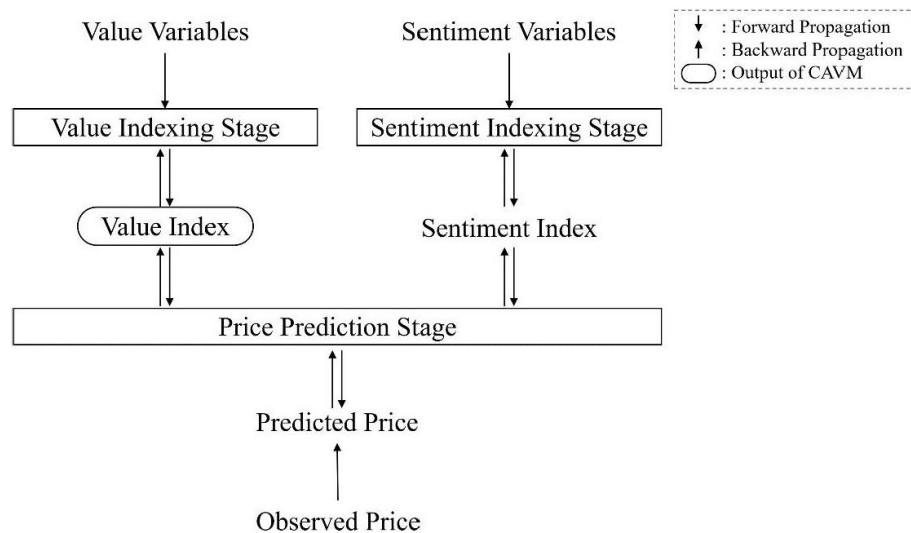 Value Variables
Sentiment Variables
: Forward Propagation
: Backward Propagation
: Output of CAVM
Value Indexing Stage
Sentiment Indexing Stage
Value Index
Sentiment Index
Price Prediction Stage
Predicted Price
Observed Price